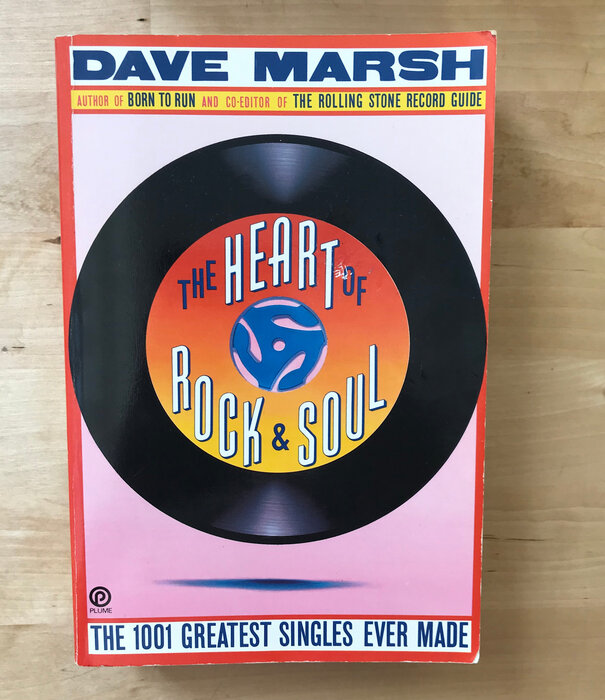 DAVE MARSH
AUTHOR OF BORN TO RUN AND CO-EDITOR OF THE ROLLING STONE RECORD GUIDE
THE HEART OF
ROCK & SOUL
PLUME
THE 1001 GREATEST SINGLES EVER MADE